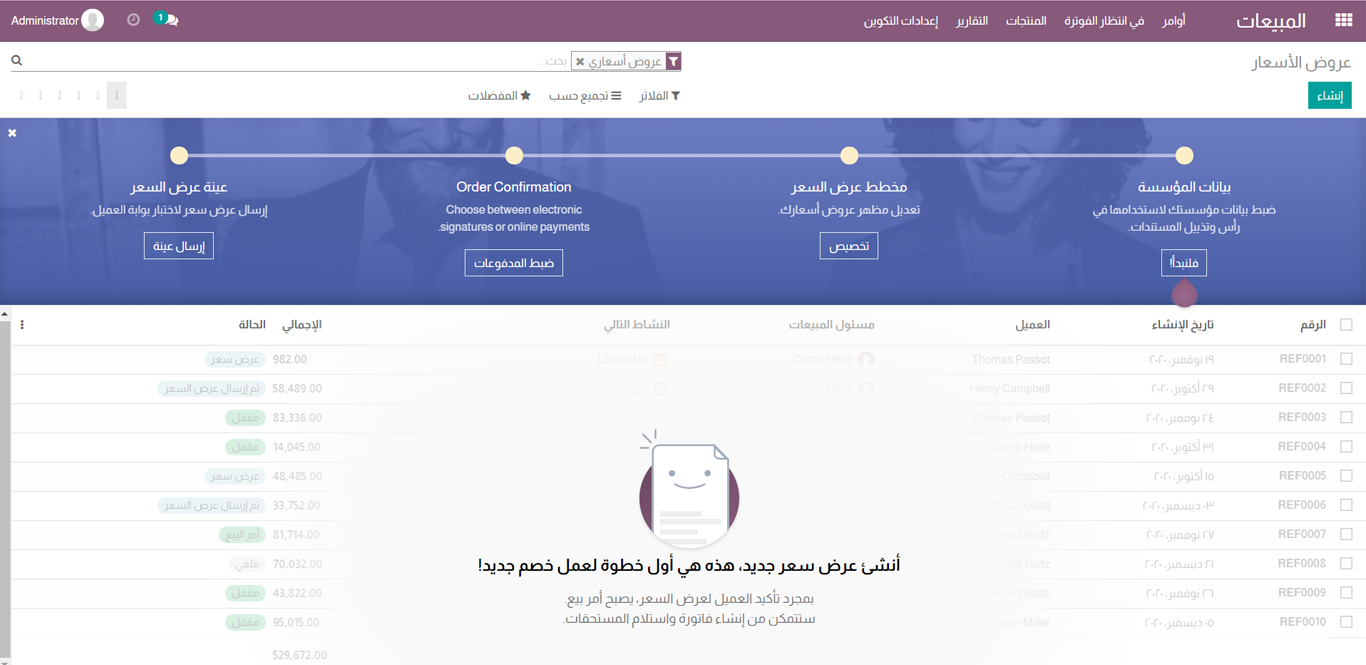 المبيعات
أوامر
في انتظار الفوترة
المنتجات
التقارير
إعدادات التكوين
1
Administrator
عروض الأسعار
عروض أسعاري
بحث...
إنشاء
الفلاتر
تجميع حسب
المفضلات
بيانات المؤسسة
ضبط بيانات مؤسستك لاستخدامها في
رأس وتذييل المستندات.
فلنبدأ!
مخطط عرض السعر
تعديل مظهر عروض أسعارك.
تخصيص
Order Confirmation
Choose between electronic
signatures or online payments.
ضبط المدفوعات
عينة عرض السعر
إرسال عرض سعر لاختبار بوابة العميل.
إرسال عينة
الرقم تاريخ الإنشاء العميل مسئول المبيعات النشاط التالي الإجمالي الحالة
REF0001 ١٩ نوفمبر، ٢٠٢٠ Thomas Passot Carrie Helle Laoreet id 982.00 عرض سعر
REF0002 ٢٩ أكتوبر، ٢٠٢٠ Henry Campbell Carrie Helle 58,489.00 تم إرسال عرض السعر
REF0003 ٢٤ نوفمبر، ٢٠٢٠ Thomas Passot 83,336.00 مقفل
REF0004 ٣١ أكتوبر، ٢٠٢٠ Carrie Helle 14,045.00 مقفل
REF0005 ١٥ أكتوبر، ٢٠٢٠ Campbell 48,485.00 عرض سعر
REF0006 ٠٣ ديسمبر، ٢٠٢٠ Campbell 33,752.00 تم إرسال عرض السعر
REF0007 ٢٧ نوفمبر، ٢٠٢٠ Wendi Baltz 81,714.00 أمر البيع
REF0008 ٢١ ديسمبر، ٢٠٢٠ Wendi Baltz 70,032.00 ملغي
REF0009 ٢٦ نوفمبر، ٢٠٢٠ Wendi Baltz 43,822.00 مقفل
REF0010 ٠٥ ديسمبر، ٢٠٢٠ John Miller 95,015.00 مقفل
529,672.00
أنشئ عرض سعر جديد، هذه هي أول خطوة لعمل خصم جديد!
بمجرد تأكيد العميل لعرض السعر، يصبح أمر بيع.
ستتمكن من إنشاء فاتورة واستلام المستحقات.